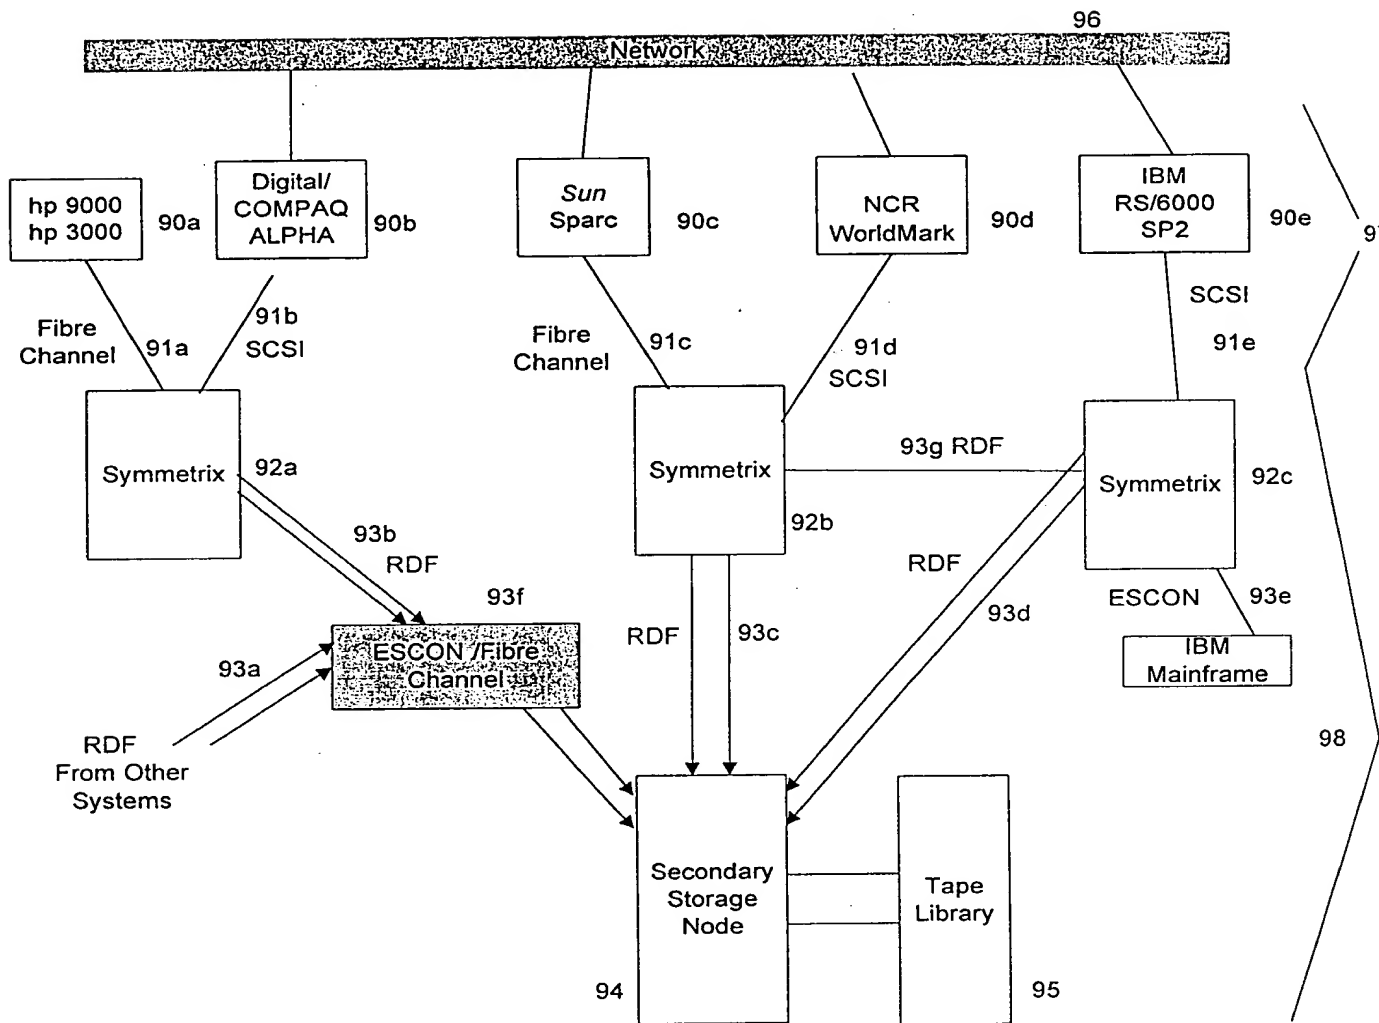 96
Network
hp 9000
hp 3000
90a
Digital/
COMPAQ
ALPHA
90b
Sun
Sparc
90c
NCR
WorldMark
90d
IBM
RS/6000
SP2
90e
Fibre
Channel
91a
91b
SCSI
Fibre
Channel
91c
91d
SCSI
SCSI
91e
Symmetrix
92a
Symmetrix
92b
93g RDF
Symmetrix
92c
93b
RDF
93f
ESCON /Fibre
Channel
93a
RDF
From Other
Systems
RDF
93c
RDF
93d
ESCON
93e
IBM
Mainframe
98
Secondary
Storage
Node
94
Tape
Library
95